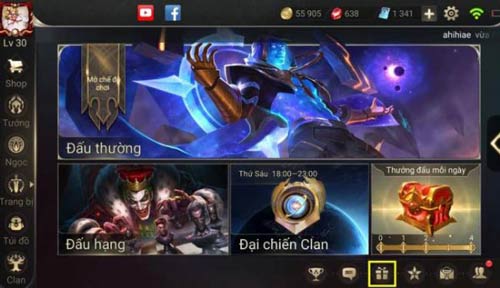 55 905
638
1 341
Lv 30
ahihiae vừa
Shop
Tướng
Ngọc
Trang bị
Túi đồ
Clan
Mở chế độ
chơi
Đấu thường
Đấu hạng
Thứ Sáu 18:00~23:00
Đại chiến Clan
Thưởng đấu mỗi ngày
0 1 2 4